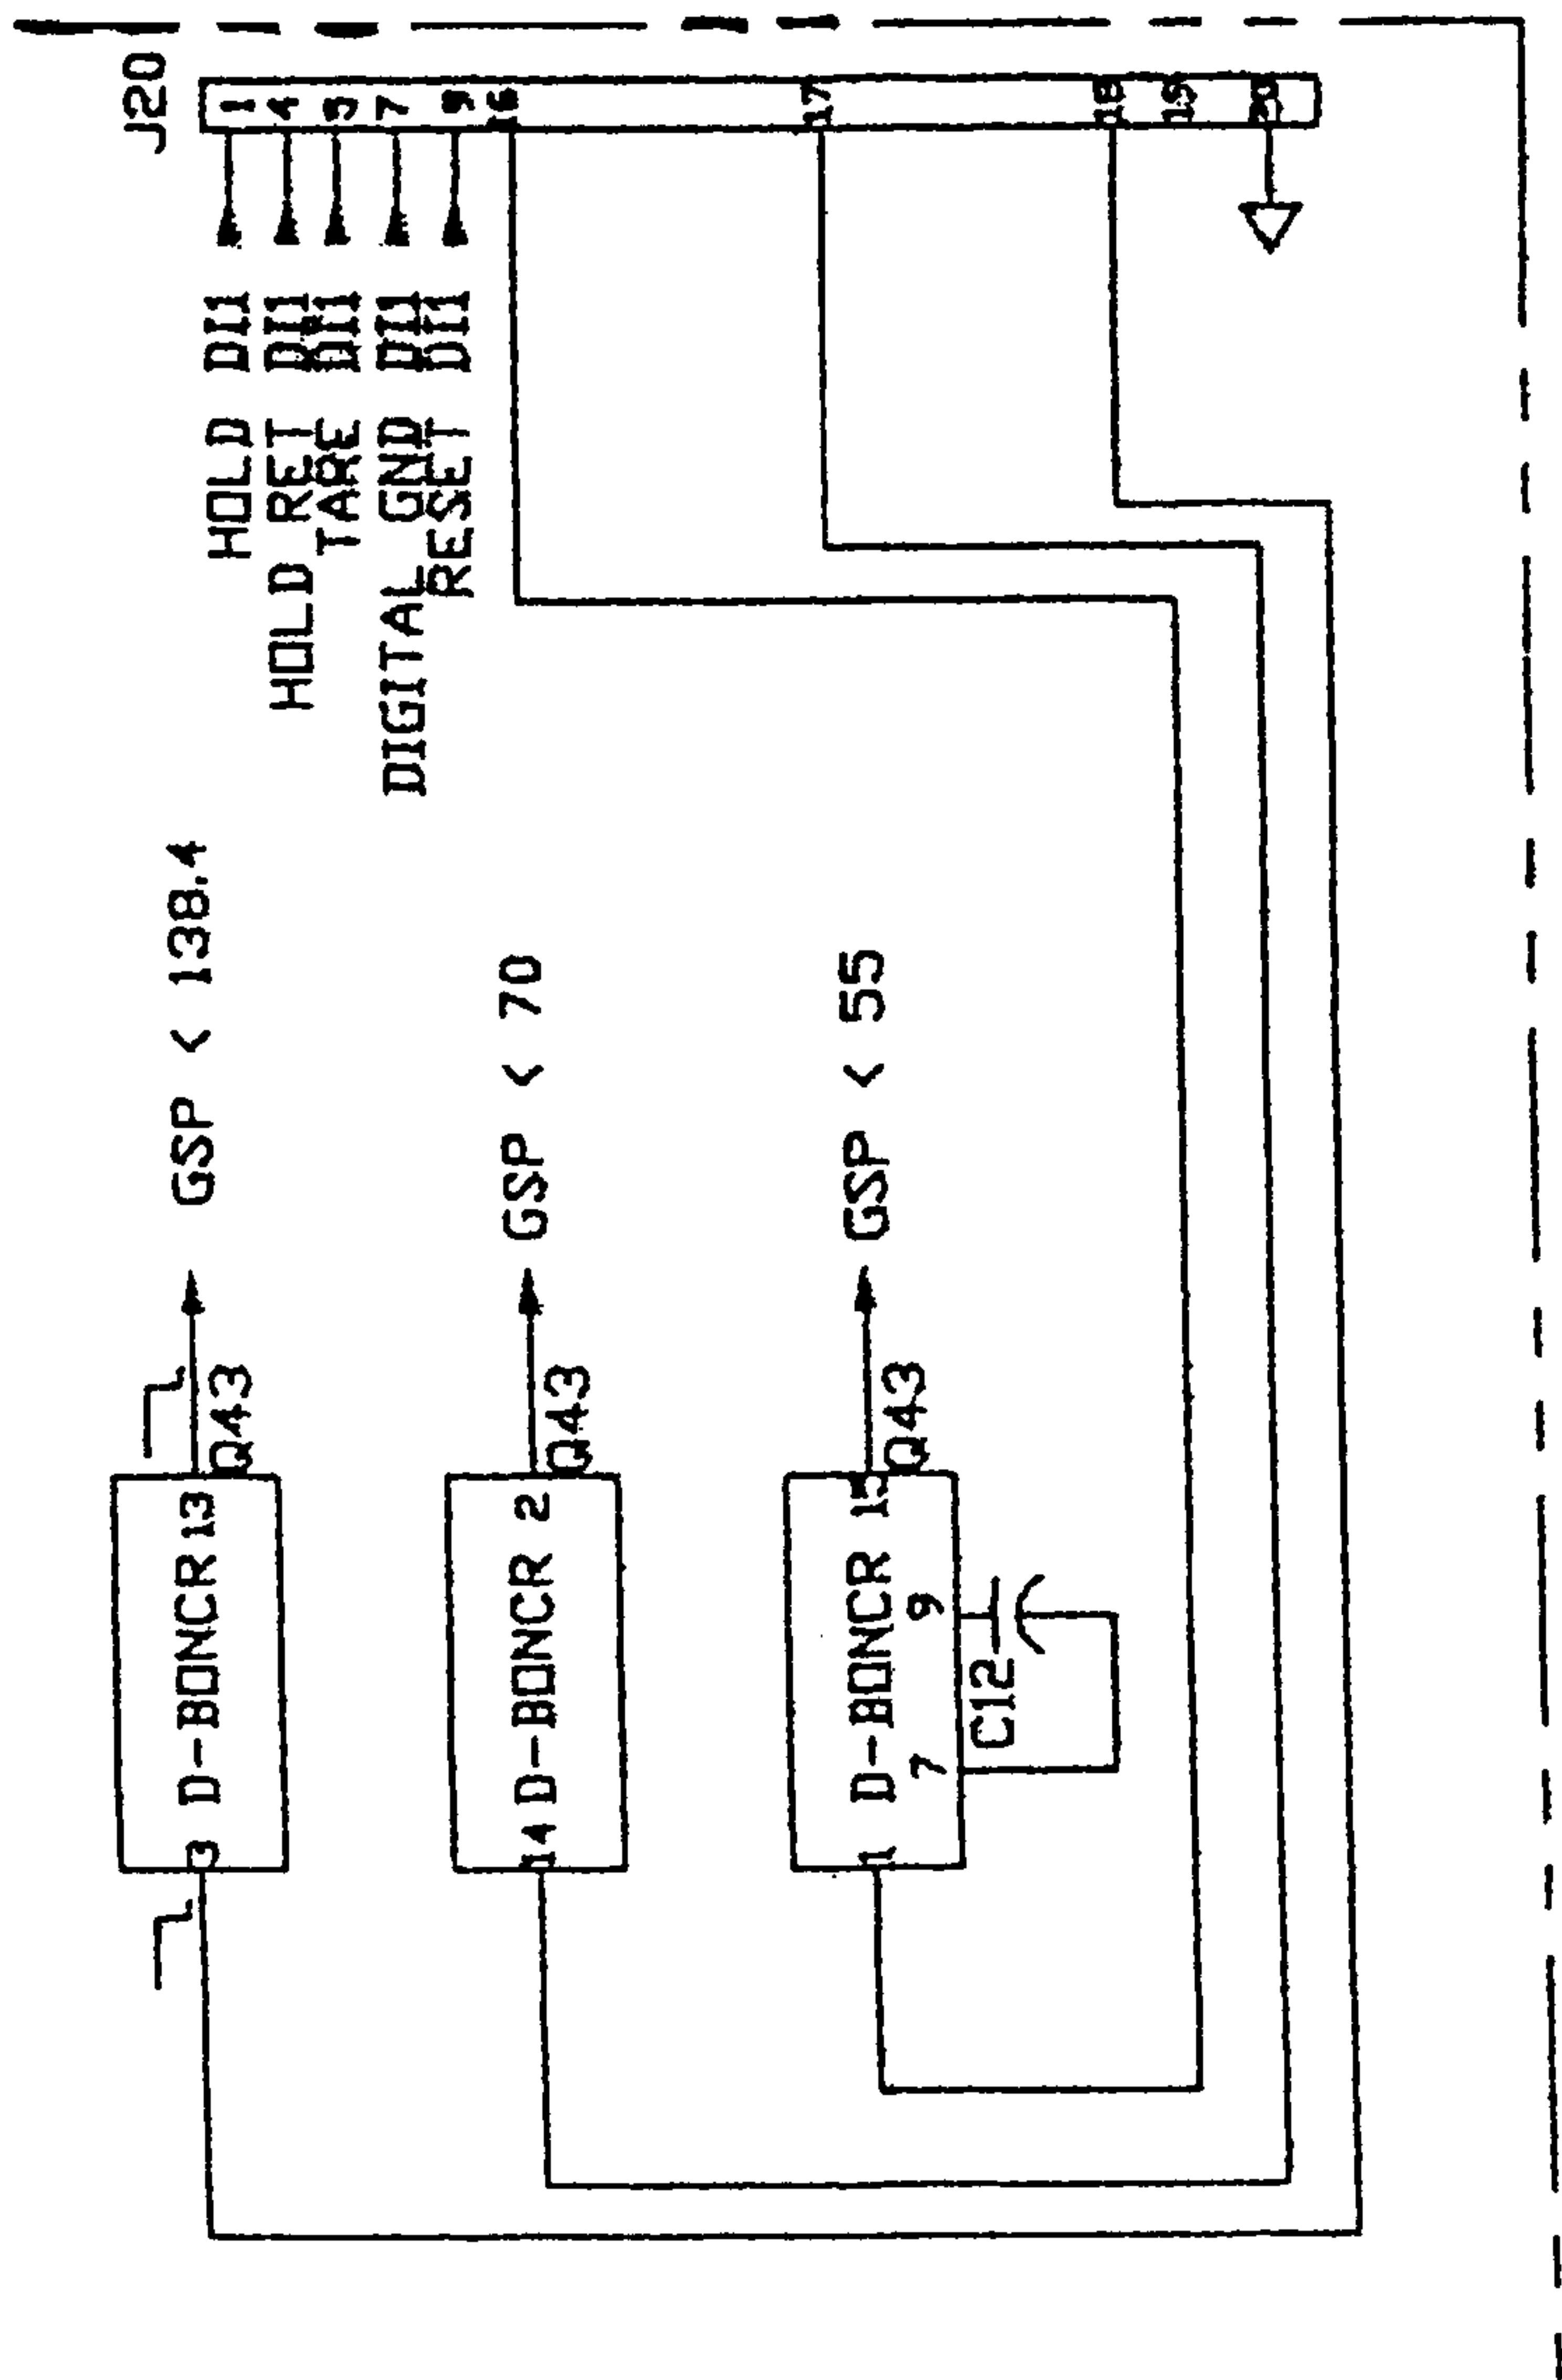 J20
1
4
5
7
9
16
17
18
19
20
HOLD DI1
HOLD RET DI1
TARE DI1
DIGITAL GND DI1
RESET DI1
GSP < 138.4
GSP < 70
GSP < 55
3 D-BONCR 13
Q43
14 D-BONCR 2
Q43
1 D-BONCR 15
Q43
7 9
C12